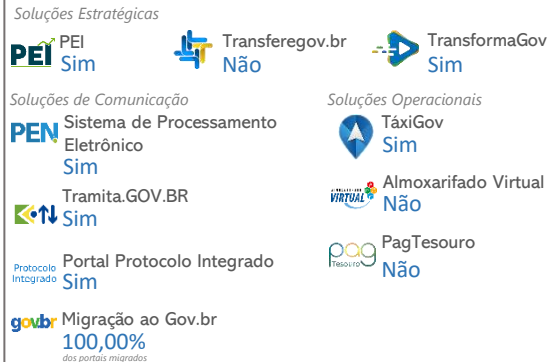 Soluções Estratégicas
PEI PEI
Sim
Transferegov.br
Não
TransformaGov
Sim
Soluções de Comunicação
PEN Sistema de Processamento
Eletrônico
Sim
Tramita.GOV.BR
Sim
Protocolo
Integrado
Portal Protocolo Integrado
Sim
gov.br Migração ao Gov.br
100,00%
dos portais migrados
Soluções Operacionais
TáxiGov
Sim
VIRTUAL
Almoxarifado Virtual
Não
pag
Tesouro
PagTesouro
Não